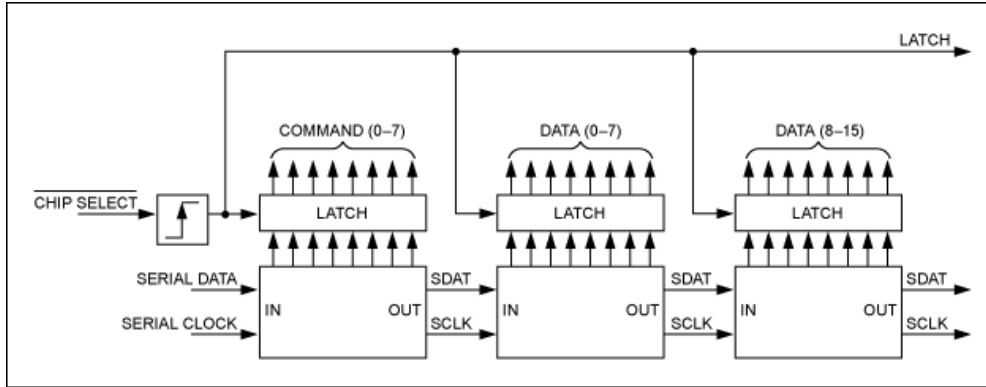 LATCH
COMMAND (0–7)
DATA (0–7)
DATA (8–15)
CHIP SELECT
LATCH
LATCH
LATCH
SERIAL DATA
SDAT
SDAT
SDAT
IN
OUT
IN
OUT
IN
OUT
SERIAL CLOCK
SCLK
SCLK
SCLK